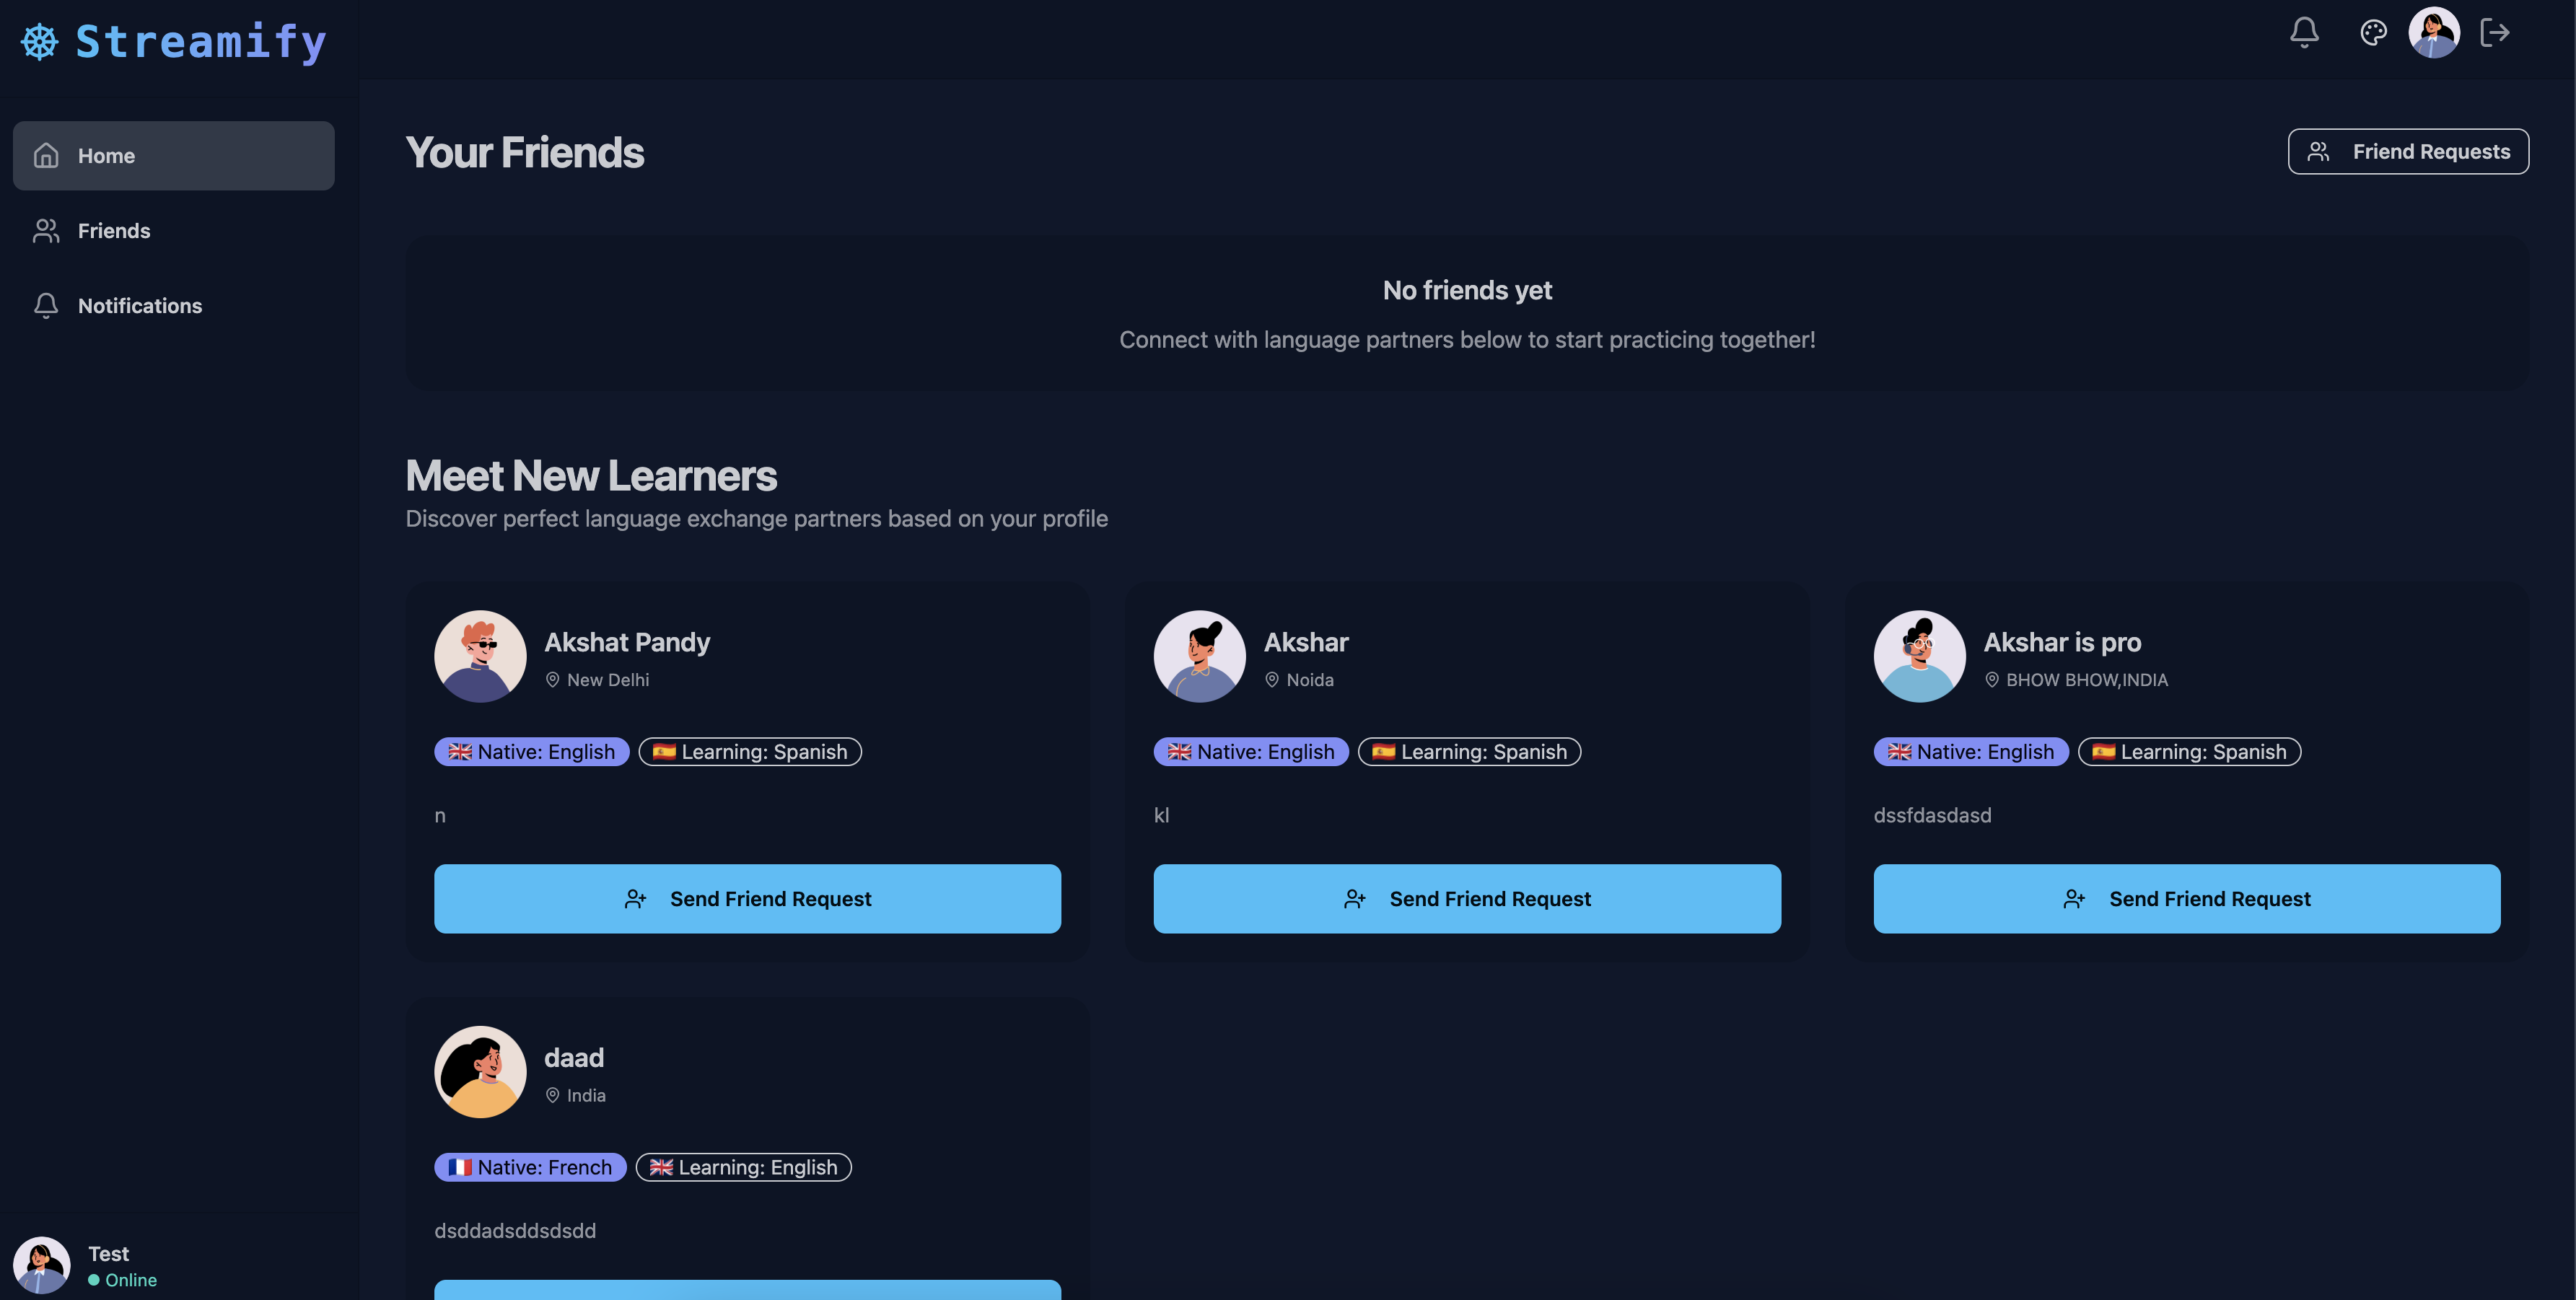 Streamify
Home
Friends
Notifications
Your Friends
Friend Requests
No friends yet
Connect with language partners below to start practicing together!
Meet New Learners
Discover perfect language exchange partners based on your profile
Akshat Pandy
New Delhi
Native: English Learning: Spanish
n
Send Friend Request
Akshar
Noida
Native: English Learning: Spanish
kl
Send Friend Request
Akshar is pro
BHOW BHOW,INDIA
Native: English Learning: Spanish
dssfdasdasd
Send Friend Request
daad
India
Native: French Learning: English
dsddadsddsdsdd
Test
Online